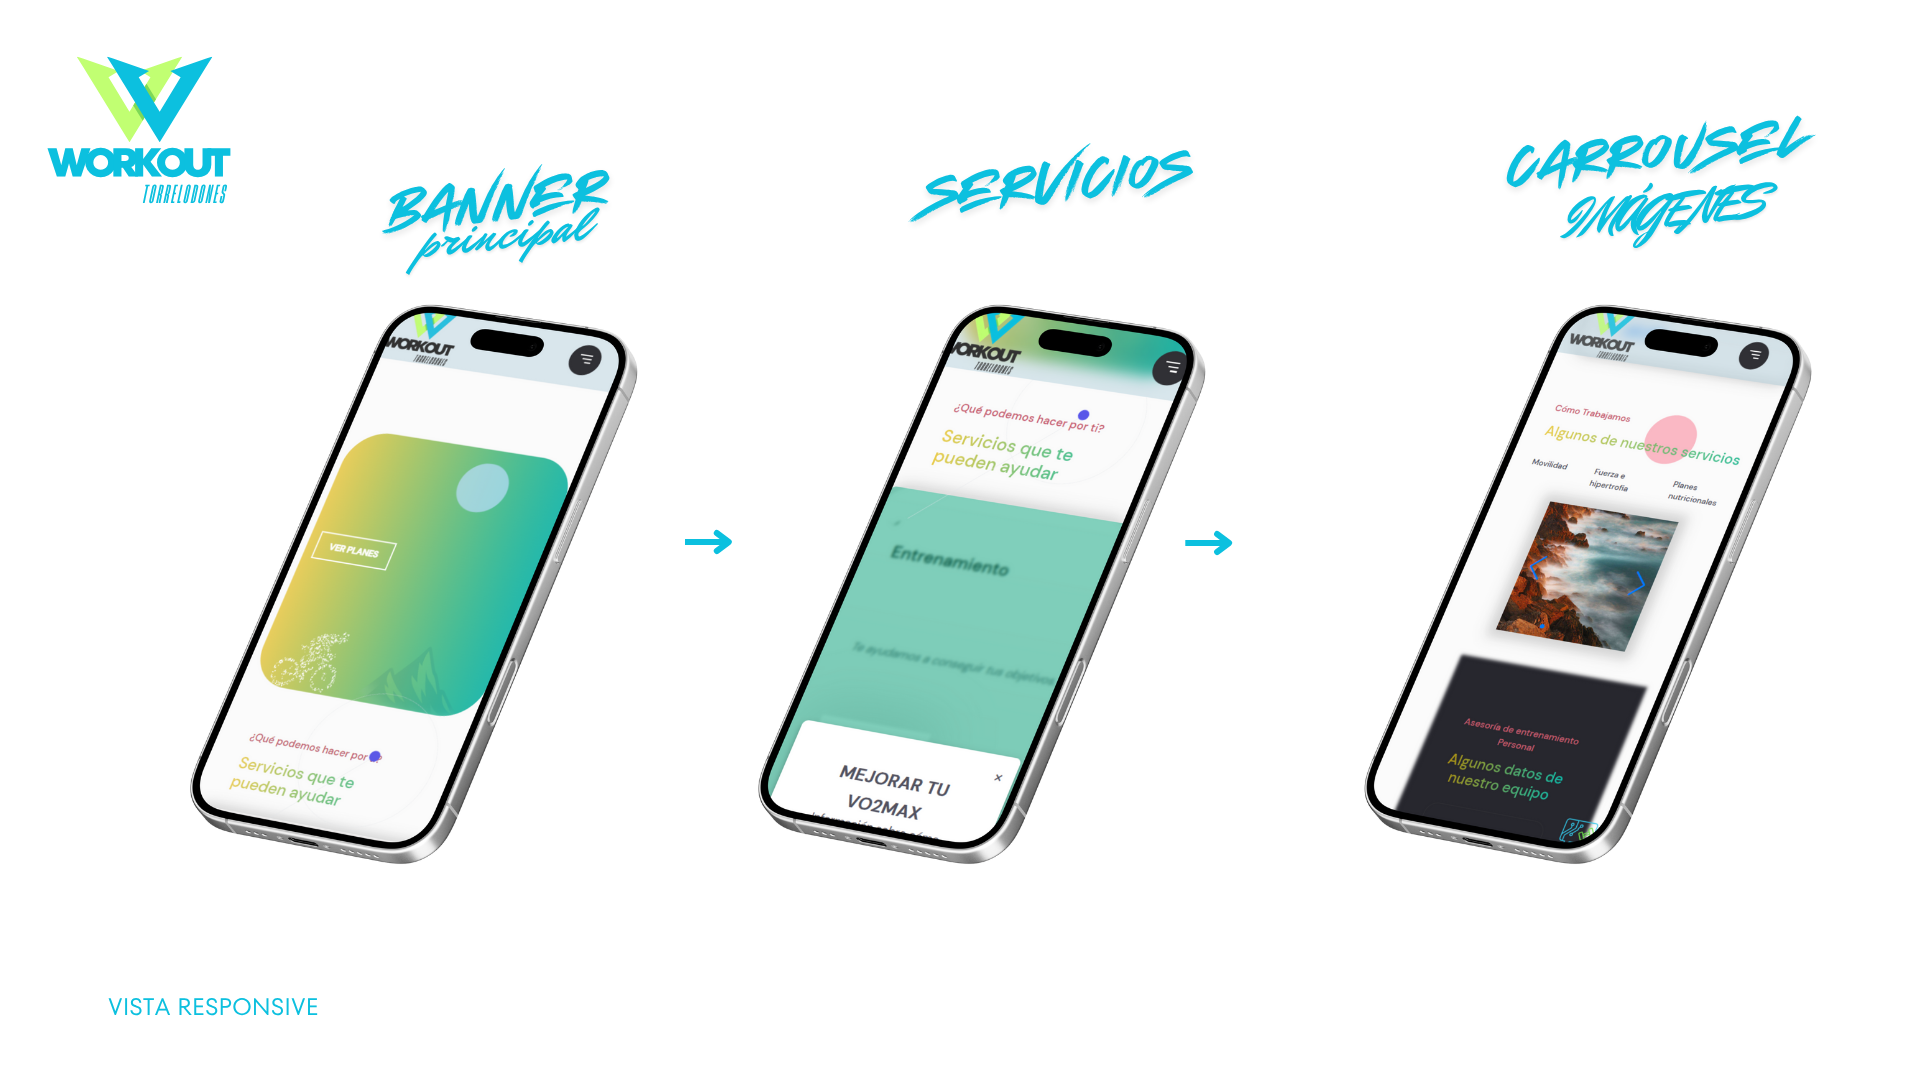 WORKOUT
TORRELODONES
BANNER
principal
SERVICIOS
CARROUSEL
IMÁGENES
WORKOUT
TORRELODONES
VER PLANES
¿Qué podemos hacer por
Servicios que te
pueden ayudar
WORKOUT
TORRELODONES
¿Qué podemos hacer por ti?
Servicios que te
pueden ayudar
Entrenamiento
Te ayudamos a conseguir tus objetivos
×
MEJORAR TU
VO2MAX
WORKOUT
TORRELODONES
Cómo Trabajamos
Algunos de nuestros servicios
Movilidad
Fuerza e
hipertrofia
Planes
nutricionales
Asesoría de entrenamiento
Personal
Algunos datos de
nuestro equipo
VISTA RESPONSIVE